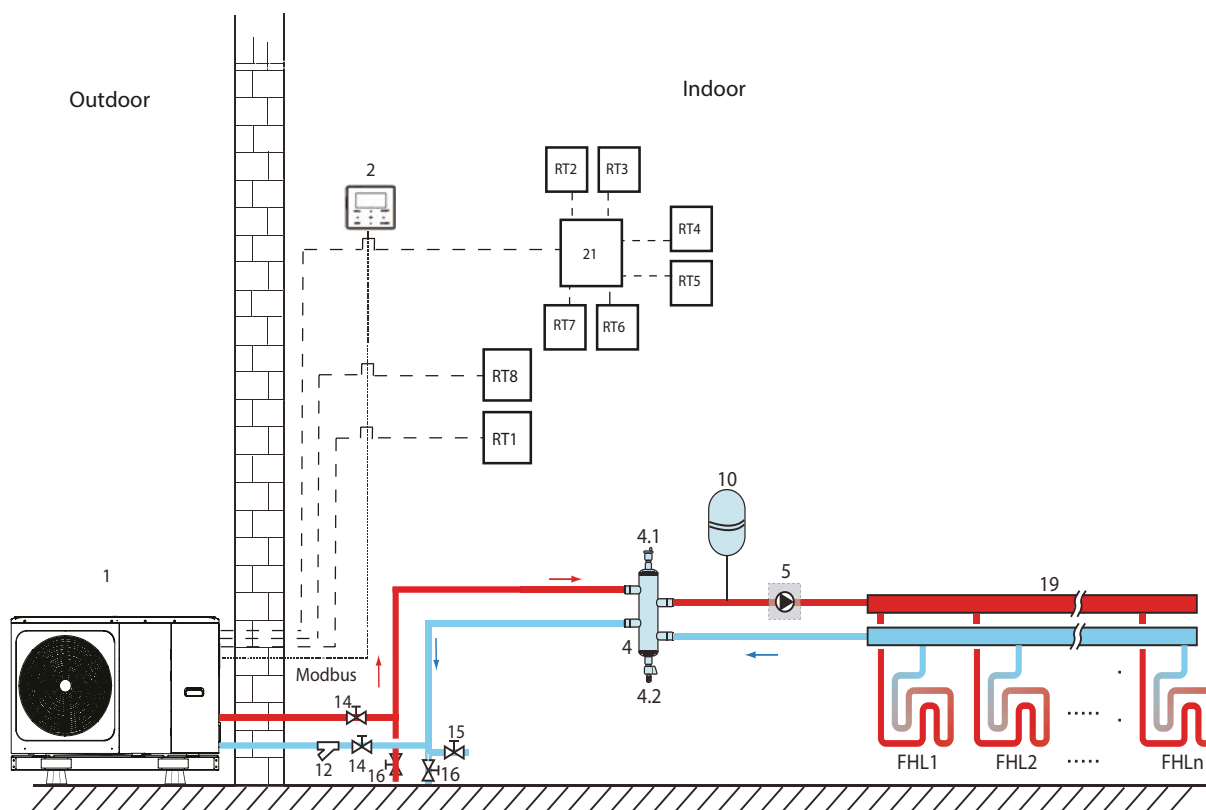 Outdoor
Indoor
2
RT2
RT3
RT4
21
RT5
RT7
RT6
RT8
RT1
10
1
4.1
5
19
4
4.2
Modbus
14
15
12
14
16
16
FHL1
FHL2
......
FHLn